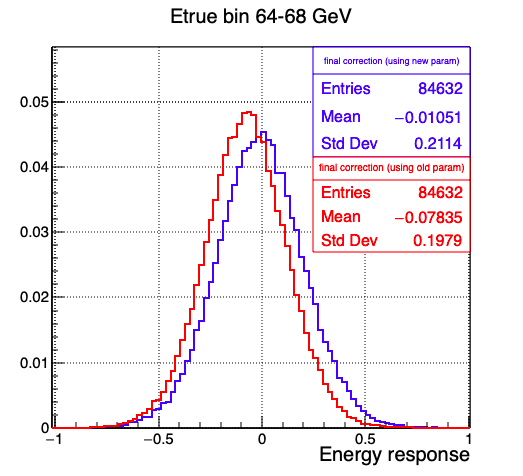 Etrue bin 64-68 GeV
final correction (using new param)
Entries 84632
Mean −0.01051
Std Dev 0.2114
final correction (using old param)
Entries 84632
Mean −0.07835
Std Dev 0.1979
0.05
0.04
0.03
0.02
0.01
0
−1 −0.5 0 0.5 1
Energy response